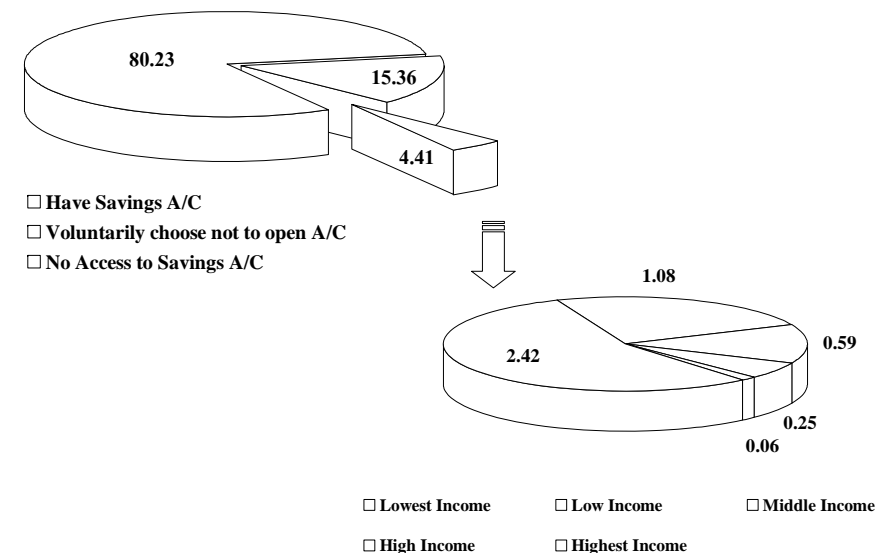 80.23
15.36
4.41
Have Savings A/C
Voluntarily choose not to open A/C
No Access to Savings A/C
1.08
2.42
0.59
0.25
0.06
Lowest Income Low Income Middle Income
High Income Highest Income